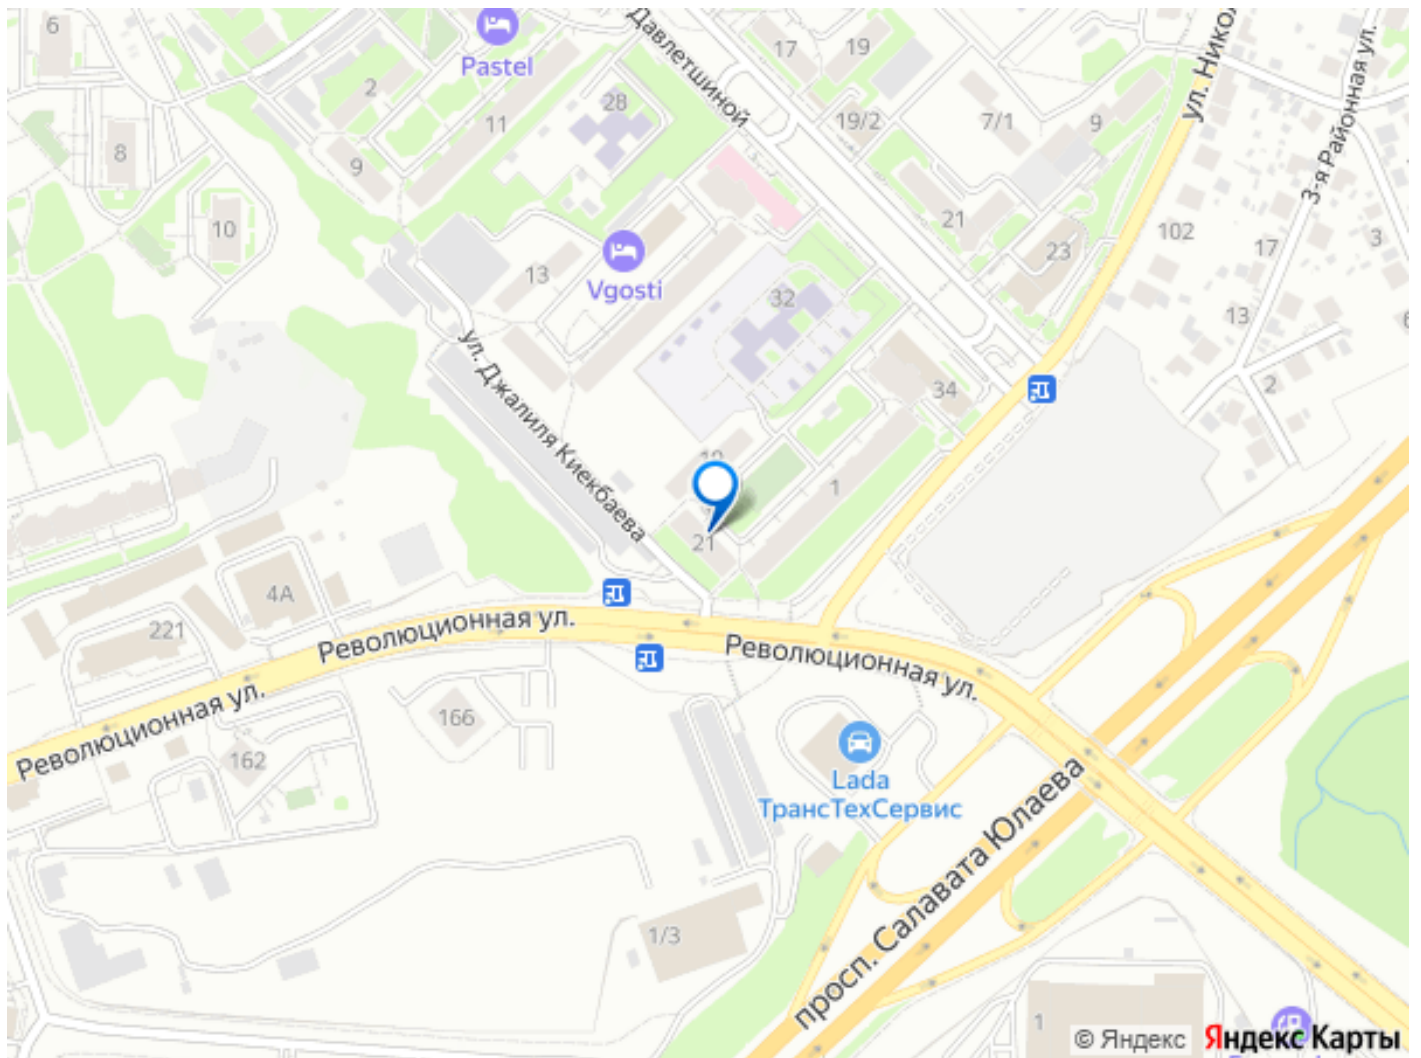 6
Pastel
2
11
28
8
9
10
Давлетшиной
17
19
19/2
7/1
9
ул. Никол
3-я Районная ул.
21
23
102
17
3
13
6
2
13
Vgosti
32
34
ул. Джалиля Киекбаева
1
21
4А
221
Революционная ул.
Революционная ул.
Революционная ул.
166
162
Lada
ТрансТехСервис
просп. Салавата Юлаева
1/3
1
© Яндекс
Яндекс Карты